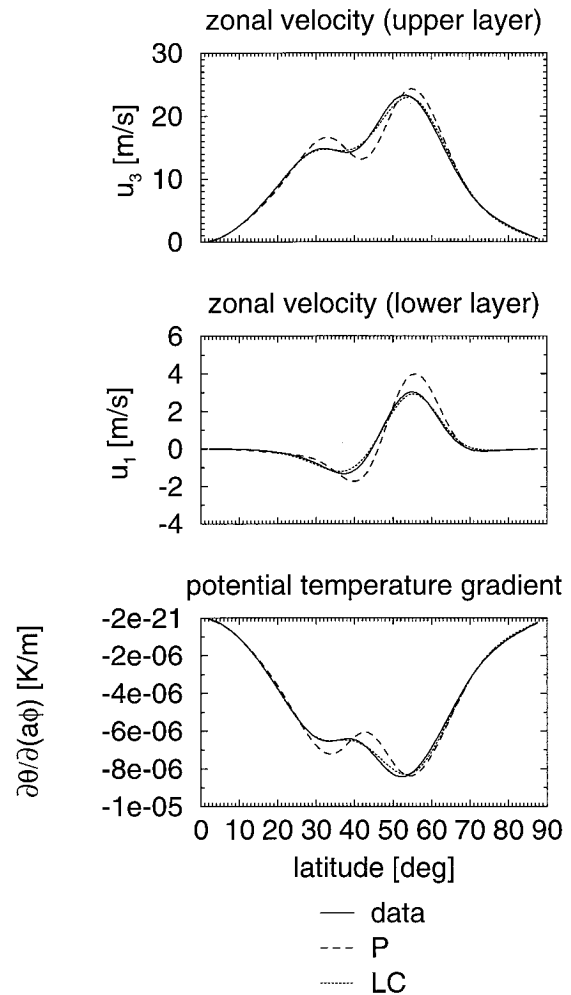 zonal velocity (upper layer)
30
20
10
0
u3 [m/s]
zonal velocity (lower layer)
6
4
2
0
-2
-4
u1 [m/s]
potential temperature gradient
-2e-21
-2e-06
-4e-06
-6e-06
-8e-06
-1e-05
∂θ/∂(aϕ) [K/m]
0 10 20 30 40 50 60 70 80 90
latitude [deg]
data
P
LC